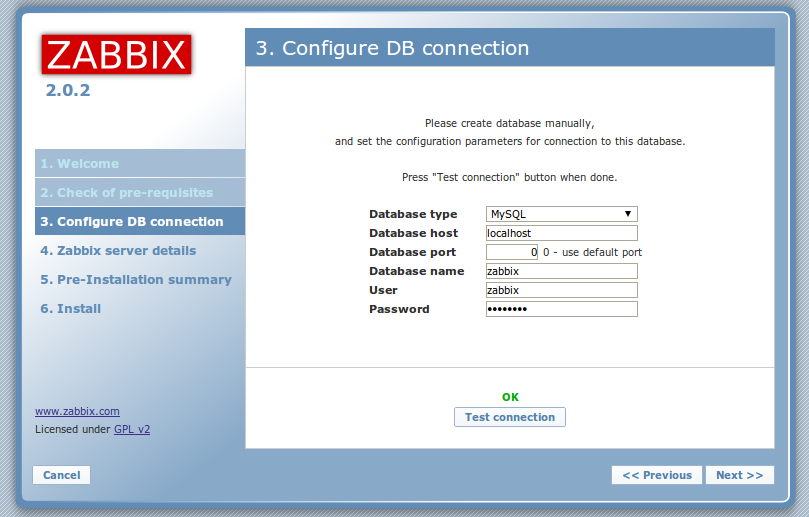 ZABBIX
2.0.2
1. Welcome
2. Check of pre-requisites
3. Configure DB connection
4. Zabbix server details
5. Pre-Installation summary
6. Install
www.zabbix.com
Licensed under GPL v2
3. Configure DB connection
Please create database manually,
and set the configuration parameters for connection to this database.
Press "Test connection" button when done.
Database type MySQL ▼
Database host localhost
Database port 0 0 - use default port
Database name zabbix
User zabbix
Password ••••••••
OK
Test connection
Cancel
<< Previous Next >>